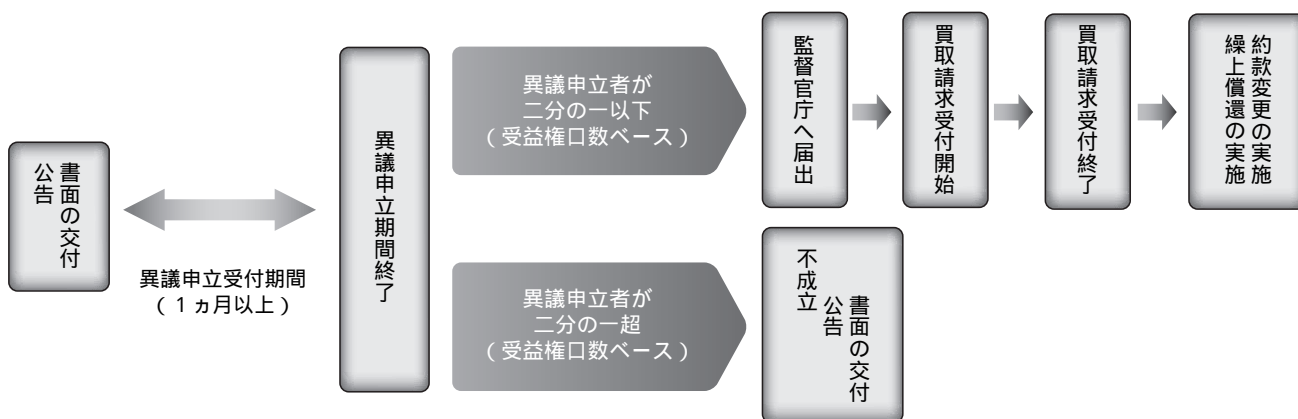 書面の交付
公告
異議申立受付期間
(1ヵ月以上)
異議申立期間終了
異議申立者が
二分の一以下
(受益権口数ベース)
監督官庁へ届出
買取請求受付開始
買取請求受付終了
約款変更の実施
繰上償還の実施
異議申立者が
二分の一超
(受益権口数ベース)
書面の交付
公告
不成立